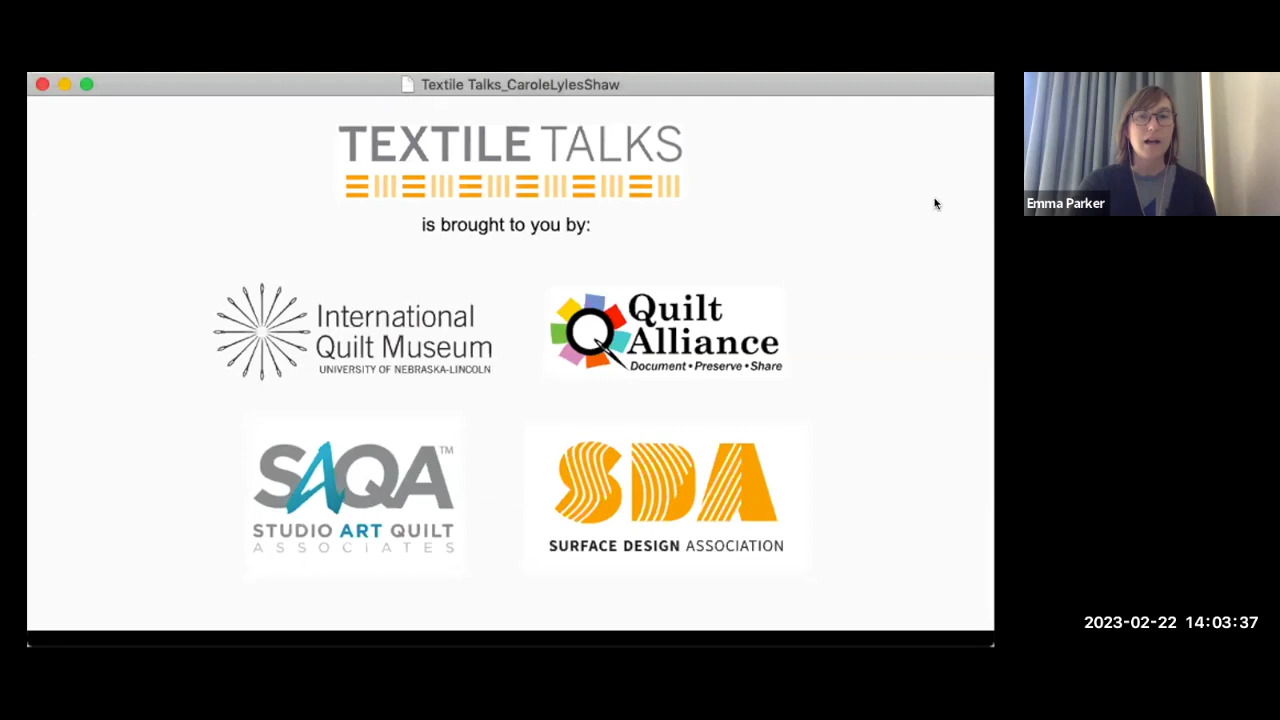 Textile Talks_CaroleLylesShaw
TEXTILE TALKS
is brought to you by:
International
Quilt Museum
UNIVERSITY OF NEBRASKA-LINCOLN
Quilt
Alliance
Document • Preserve • Share
SAQA™
STUDIO ART QUILT
ASSOCIATES
SDA
SURFACE DESIGN ASSOCIATION
Emma Parker
2023-02-22 14:03:37